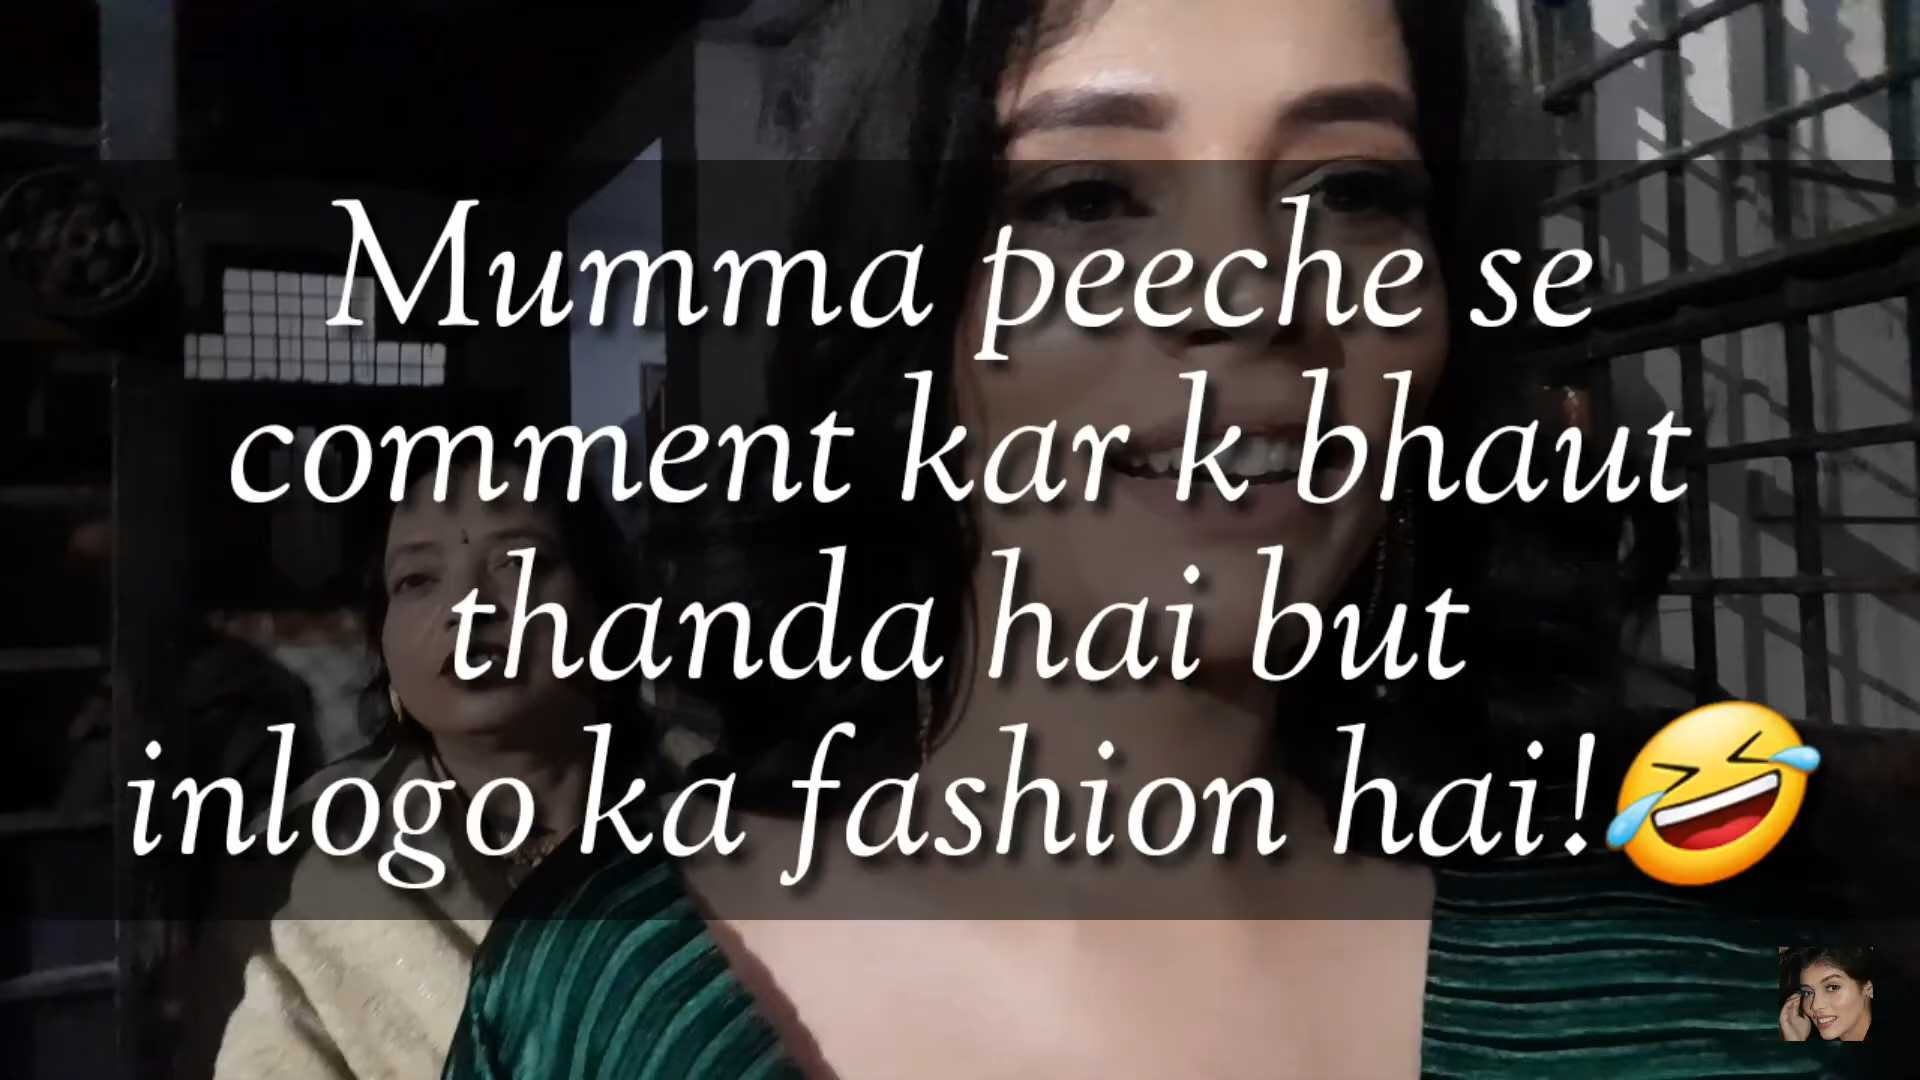 Mumma peeche se
comment kar k bhaut
thanda hai but
inlogo ka fashion hai!🤣